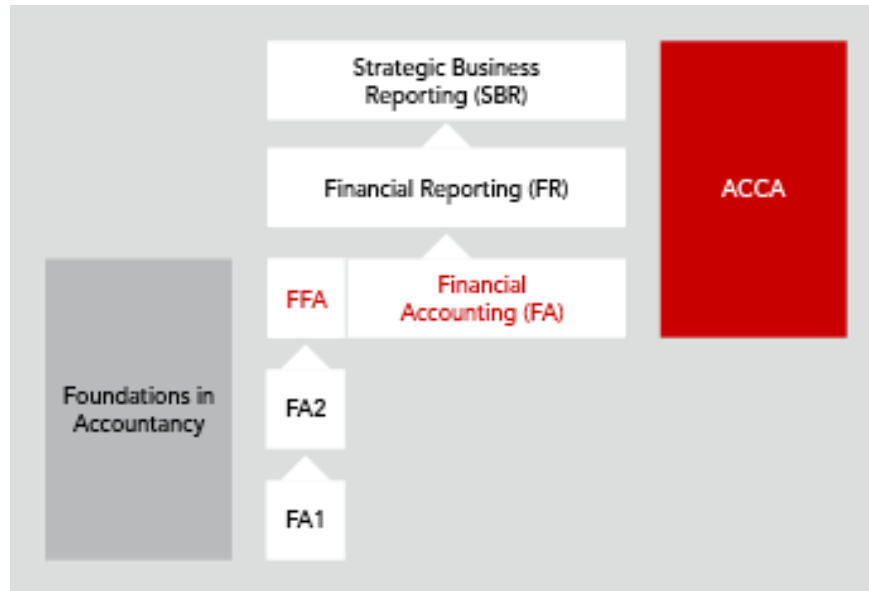 Strategic Business
Reporting (SBR)
Financial Reporting (FR)
ACCA
FFA
Financial
Accounting (FA)
Foundations in
Accountancy
FA2
FA1